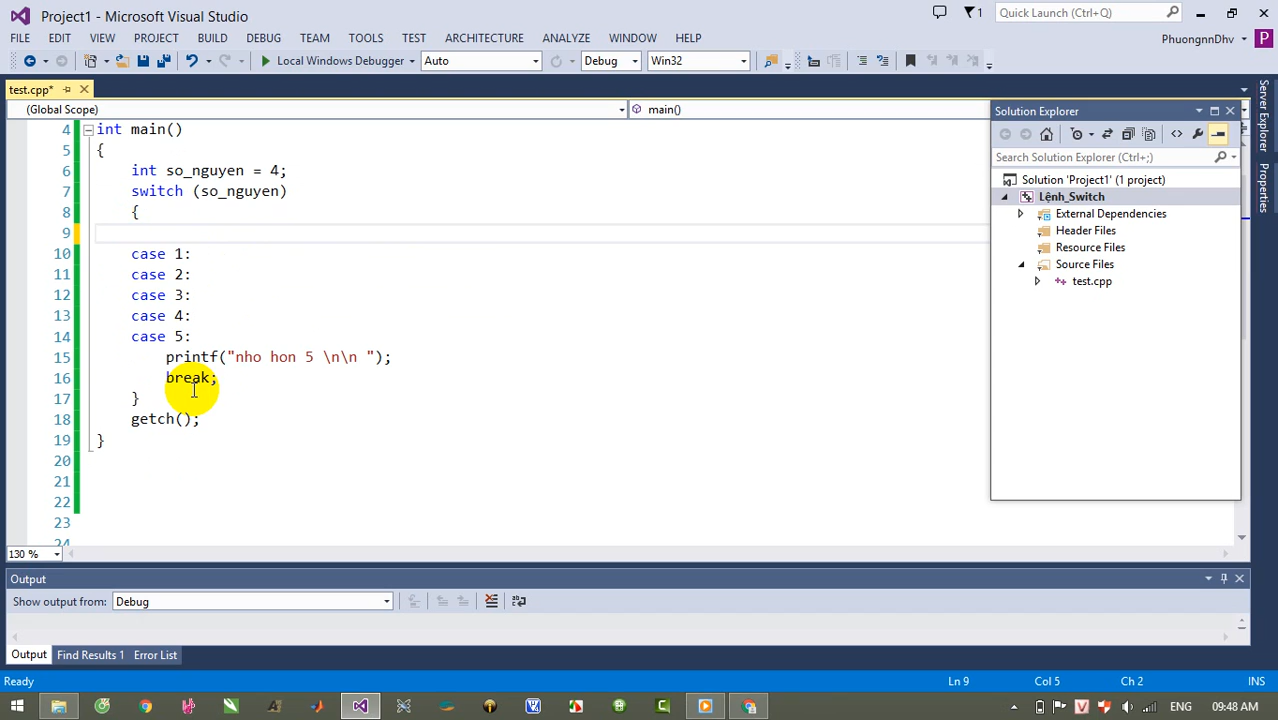 Project1 - Microsoft Visual Studio
1
Quick Launch (Ctrl+Q)
FILE EDIT VIEW PROJECT BUILD DEBUG TEAM TOOLS TEST ARCHITECTURE ANALYZE WINDOW HELP
PhuongnnDhv P
Local Windows Debugger Auto Debug Win32
test.cpp*
(Global Scope) main()
4 int main()
5 {
6 int so_nguyen = 4;
7 switch (so_nguyen)
8 {
9
10 case 1:
11 case 2:
12 case 3:
13 case 4:
14 case 5:
15 printf("nho hon 5 \n\n ");
16 break;
17 }
18 getch();
19 }
20
21
22
23
24
130 %
Solution Explorer
Search Solution Explorer (Ctrl+;)
Solution 'Project1' (1 project)
Lệnh_Switch
External Dependencies
Header Files
Resource Files
Source Files
test.cpp
Server Explorer
Properties
Output
Show output from: Debug
Output Find Results 1 Error List
Ready Ln 9 Col 5 Ch 2 INS
ENG 09:48 AM